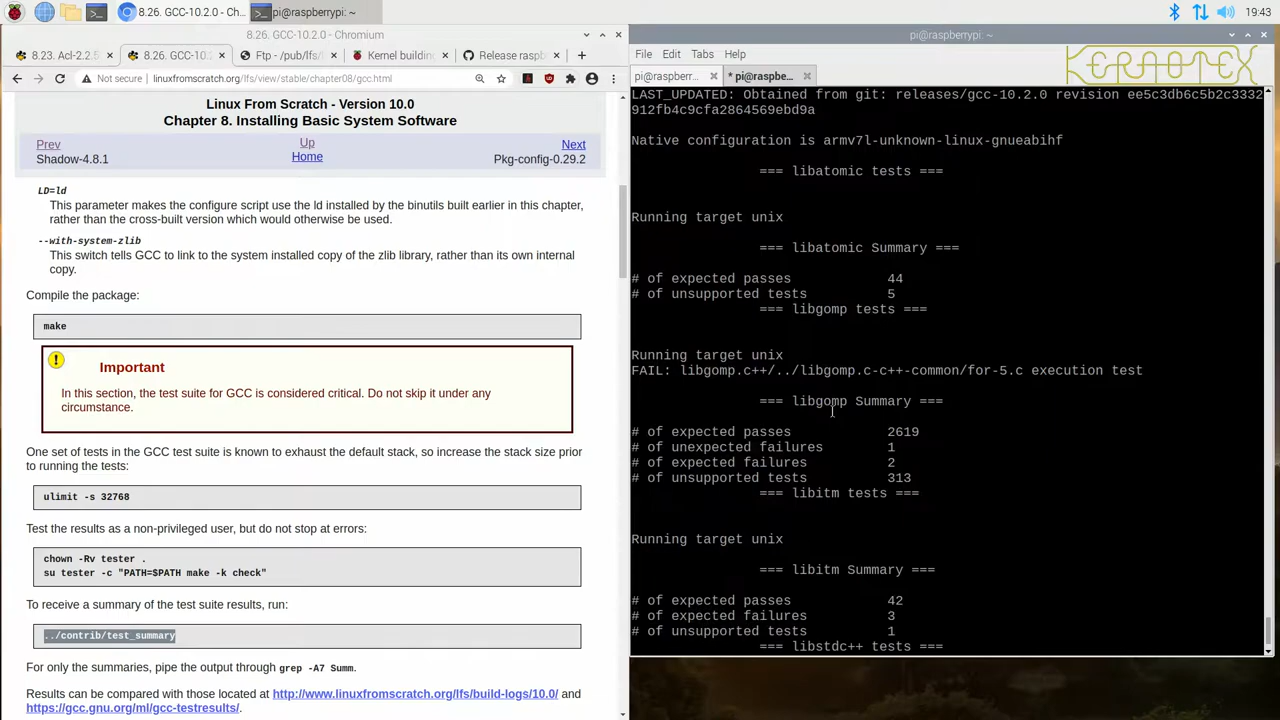 8.26. GCC-10.2.0 - Ch...
pi@raspberrypi: ~
19:43
8.26. GCC-10.2.0 - Chromium
8.23. Acl-2.2.5
8.26. GCC-10.
Ftp - /pub/lfs/l
Kernel building
Release raspb
Not secure | linuxfromscratch.org/lfs/view/stable/chapter08/gcc.html
Linux From Scratch - Version 10.0
Chapter 8. Installing Basic System Software
Prev
Up
Next
Shadow-4.8.1
Home
Pkg-config-0.29.2
LD=ld
This parameter makes the configure script use the ld installed by the binutils built earlier in this chapter,
rather than the cross-built version which would otherwise be used.
--with-system-zlib
This switch tells GCC to link to the system installed copy of the zlib library, rather than its own internal
copy.
Compile the package:
make
Important
In this section, the test suite for GCC is considered critical. Do not skip it under any
circumstance.
One set of tests in the GCC test suite is known to exhaust the default stack, so increase the stack size prior
to running the tests:
ulimit -s 32768
Test the results as a non-privileged user, but do not stop at errors:
chown -Rv tester .
su tester -c "PATH=$PATH make -k check"
To receive a summary of the test suite results, run:
../contrib/test_summary
For only the summaries, pipe the output through grep -A7 Summ.
Results can be compared with those located at http://www.linuxfromscratch.org/lfs/build-logs/10.0/ and
https://gcc.gnu.org/ml/gcc-testresults/.
pi@raspberrypi: ~
File Edit Tabs Help
pi@raspberr...
* pi@raspbe...
KERNOTEX
LAST_UPDATED: Obtained from git: releases/gcc-10.2.0 revision ee5c3db6c5b2c3332
912fb4c9cfa2864569ebd9a
Native configuration is armv7l-unknown-linux-gnueabihf
=== libatomic tests ===
Running target unix
=== libatomic Summary ===
# of expected passes 44
# of unsupported tests 5
=== libgomp tests ===
Running target unix
FAIL: libgomp.c++/../libgomp.c-c++-common/for-5.c execution test
=== libgomp Summary ===
# of expected passes 2619
# of unexpected failures 1
# of expected failures 2
# of unsupported tests 313
=== libitm tests ===
Running target unix
=== libitm Summary ===
# of expected passes 42
# of expected failures 3
# of unsupported tests 1
=== libstdc++ tests ===